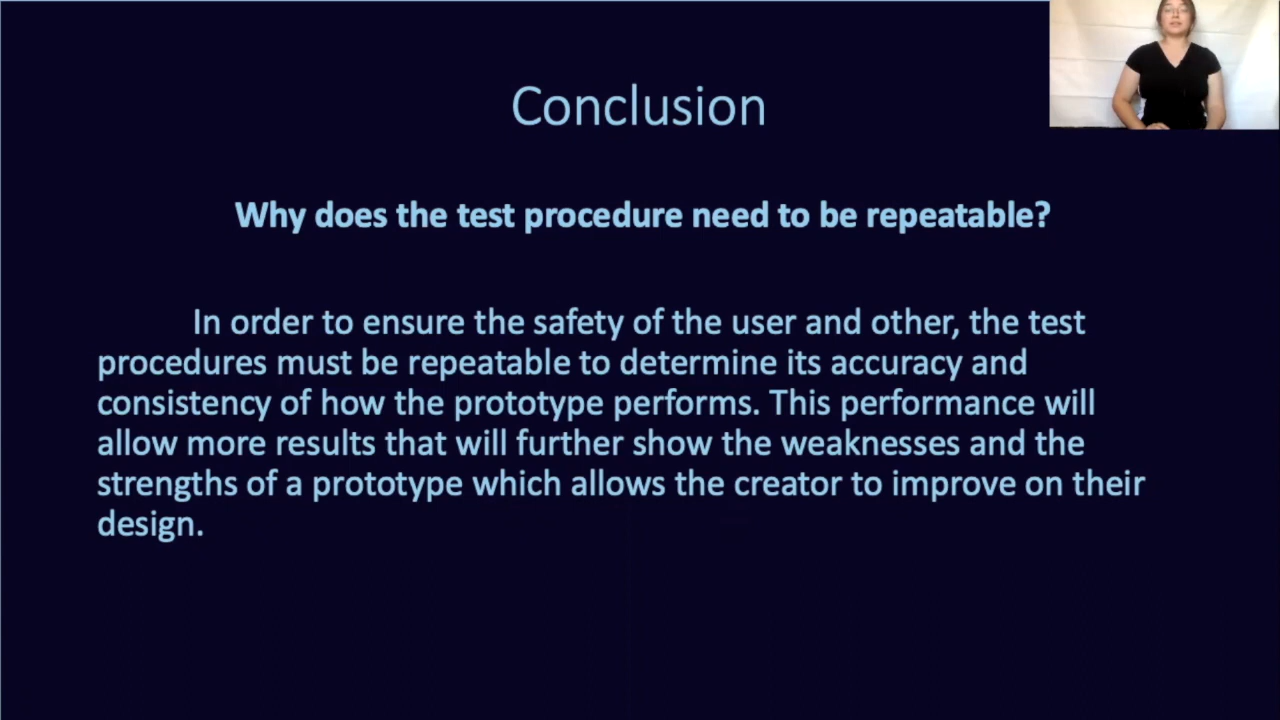 Conclusion
Why does the test procedure need to be repeatable?
In order to ensure the safety of the user and other, the test
procedures must be repeatable to determine its accuracy and
consistency of how the prototype performs. This performance will
allow more results that will further show the weaknesses and the
strengths of a prototype which allows the creator to improve on their
design.